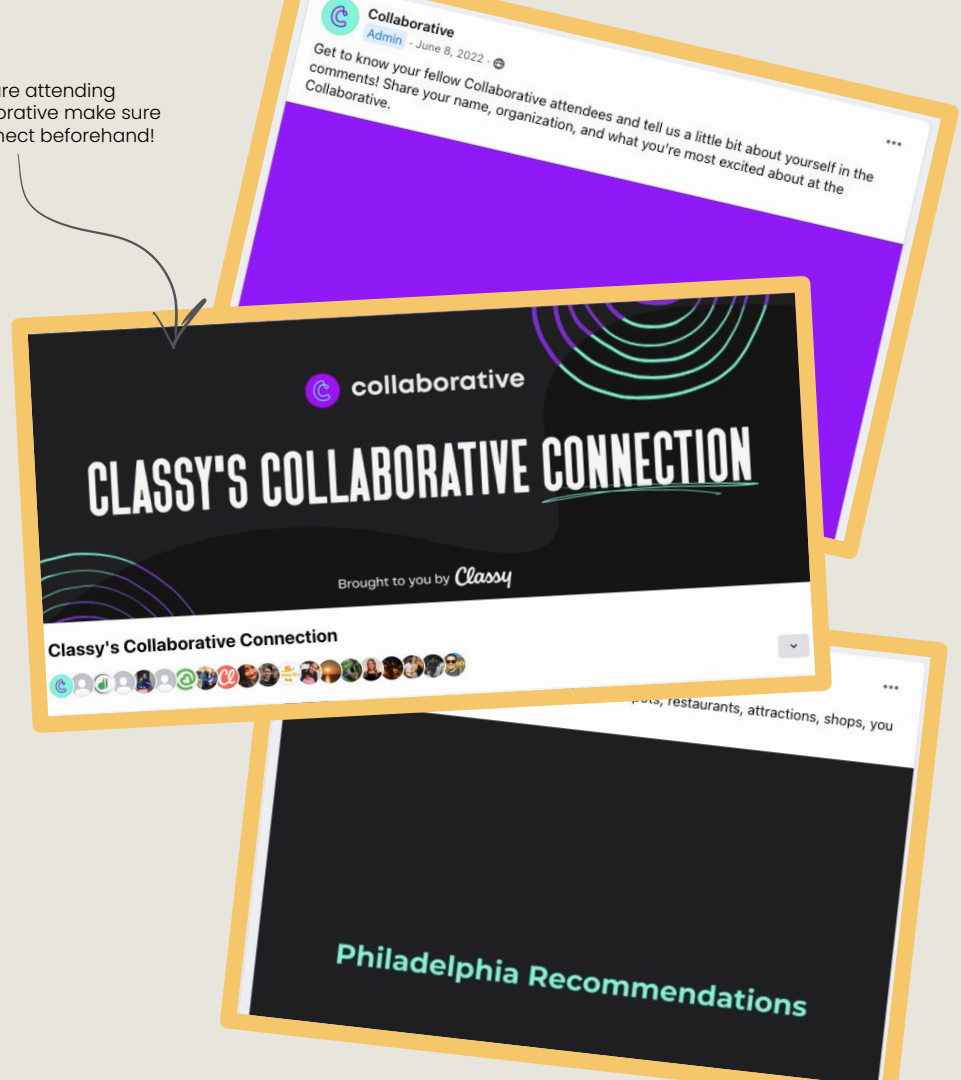 Collaborative
Admin · June 8, 2022 ·
Get to know your fellow Collaborative attendees and tell us a little bit about yourself in the
comments! Share your name, organization, and what you're most excited about at the
Collaborative.
are attending
orative make sure
nect beforehand!
collaborative
CLASSY'S COLLABORATIVE CONNECTION
Brought to you by Classy
Classy's Collaborative Connection
restaurants, attractions, shops, you
Philadelphia Recommendations